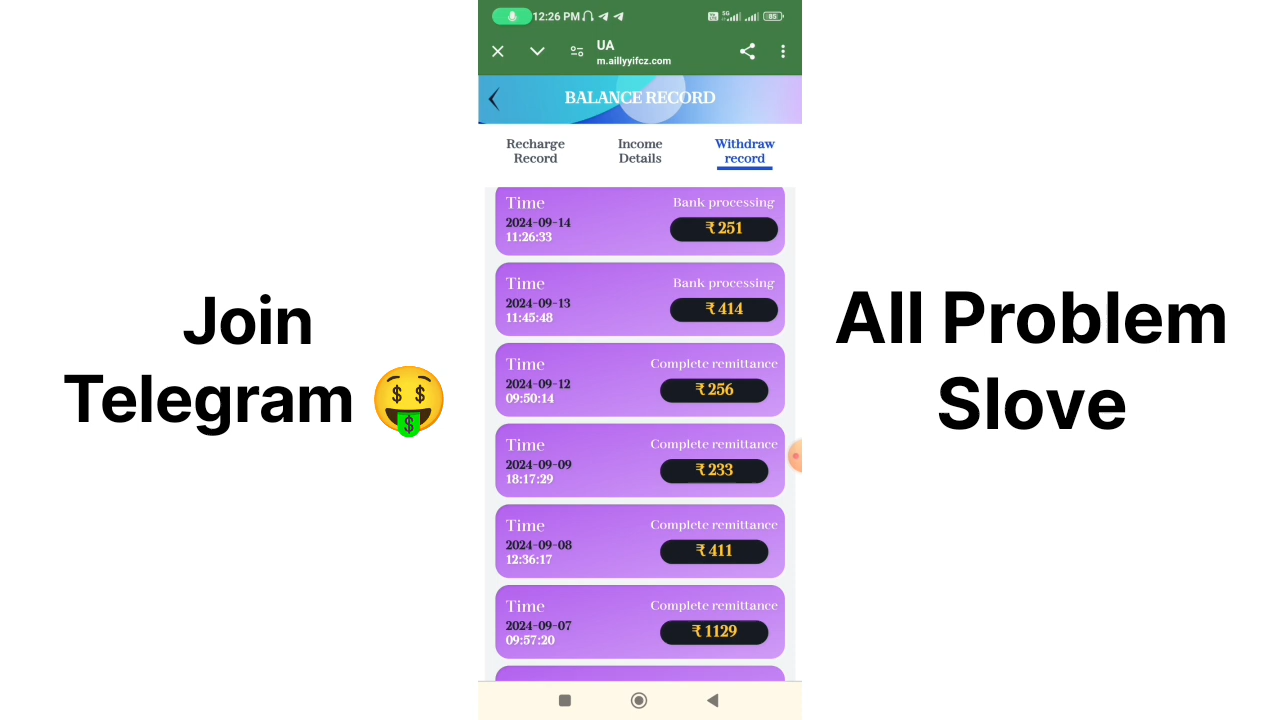 Join
Telegram 🤑
12:26 PM
5G
85
UA
m.aillyyifcz.com
BALANCE RECORD
Recharge
Record
Income
Details
Withdraw
record
Time
Bank processing
2024-09-14
₹ 251
11:26:33
Time
Bank processing
2024-09-13
₹ 414
11:45:48
Time
Complete remittance
2024-09-12
₹ 256
09:50:14
Time
Complete remittance
2024-09-09
₹ 233
18:17:29
Time
Complete remittance
2024-09-08
₹ 411
12:36:17
Time
Complete remittance
2024-09-07
₹ 1129
09:57:20
All Problem
Slove